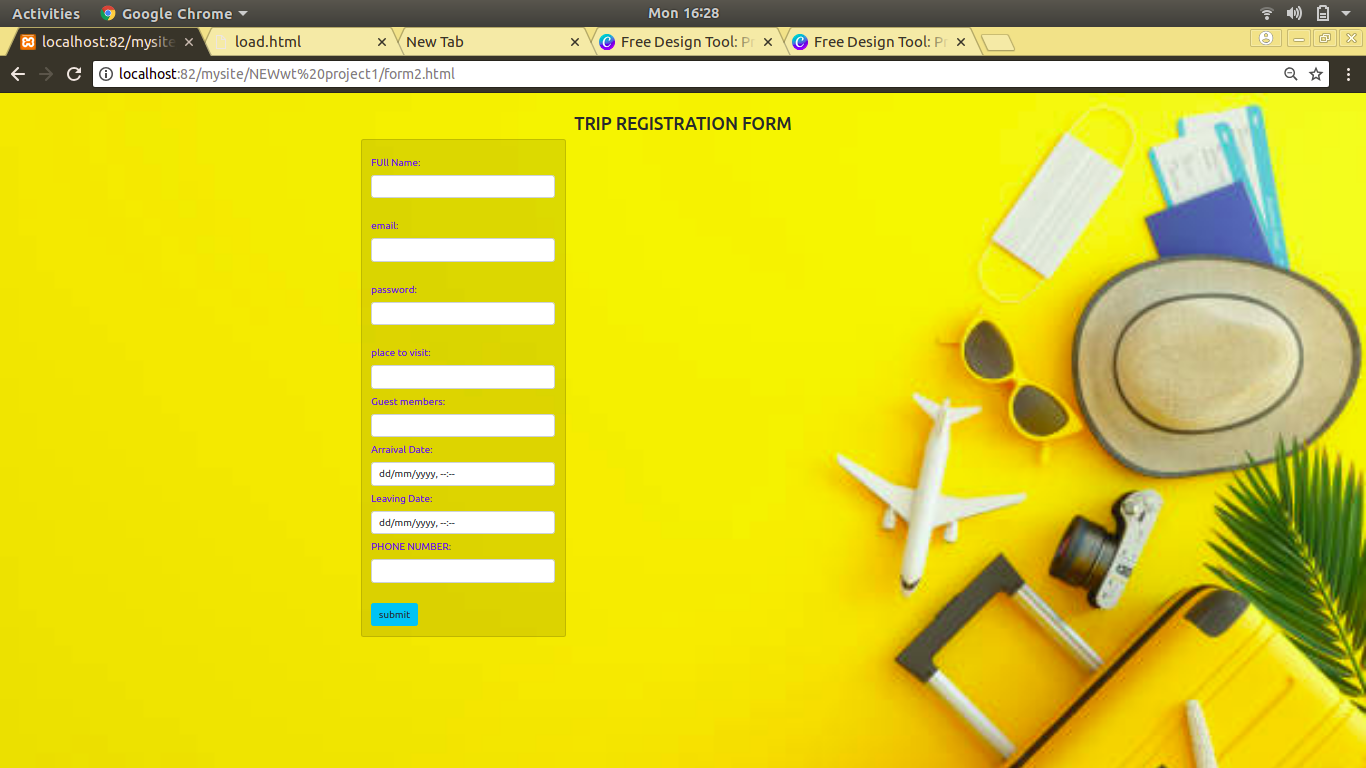 Activities
Google Chrome
Mon 16:28
localhost:82/mysite
load.html
New Tab
Free Design Tool: Pr
Free Design Tool: Pr
localhost:82/mysite/NEWwt%20project1/form2.html
TRIP REGISTRATION FORM
FUll Name:
email:
password:
place to visit:
Guest members:
Arraival Date:
dd/mm/yyyy, --:--
Leaving Date:
dd/mm/yyyy, --:--
PHONE NUMBER:
submit